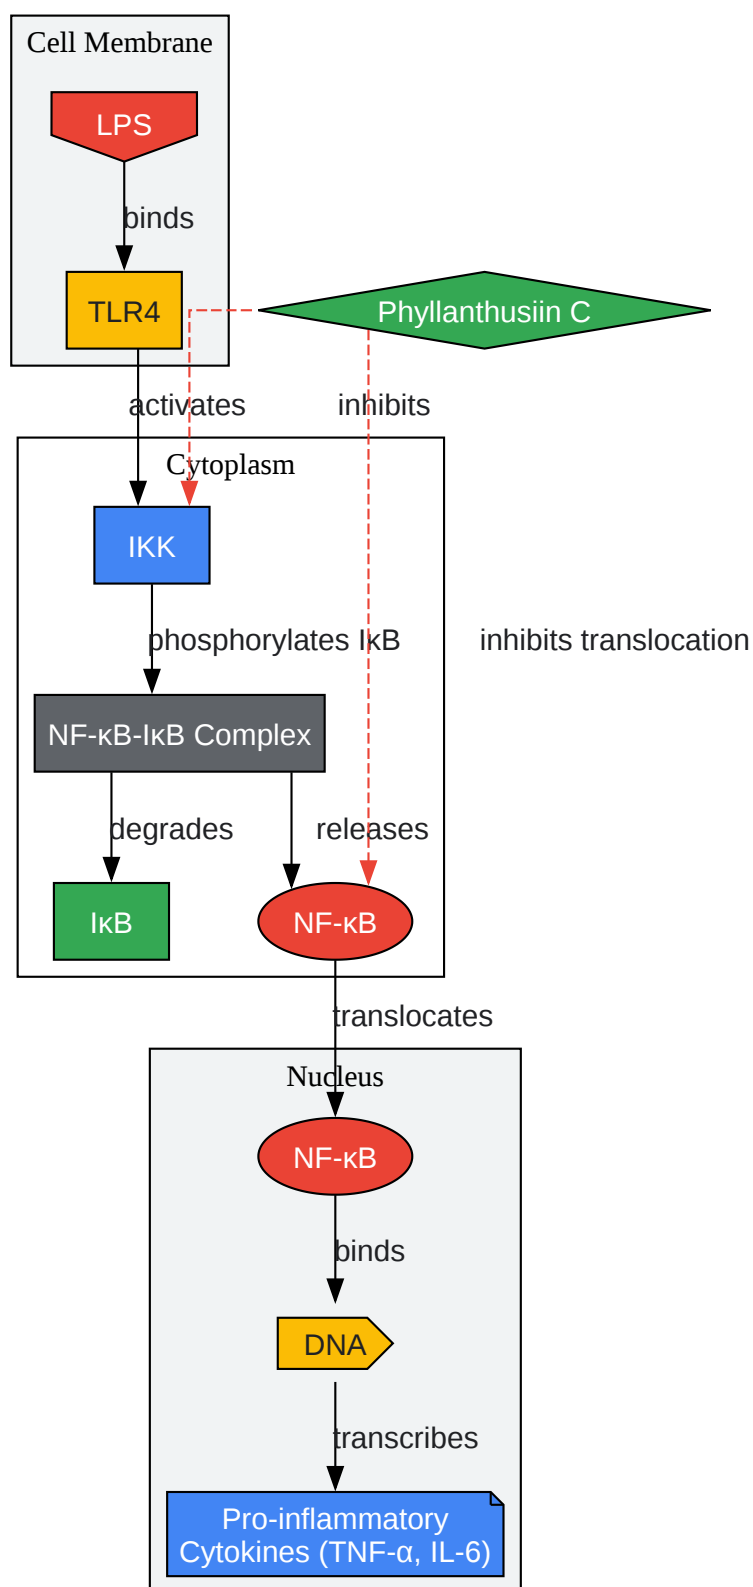 Cell Membrane
LPS
binds
TLR4
Phyllanthusiin C
activates
inhibits
Cytoplasm
IKK
phosphorylates IκB
inhibits translocation
NF-κB-IκB Complex
degrades
releases
IκB
NF-κB
translocates
Nucleus
NF-κB
binds
DNA
transcribes
Pro-inflammatory
Cytokines (TNF-α, IL-6)